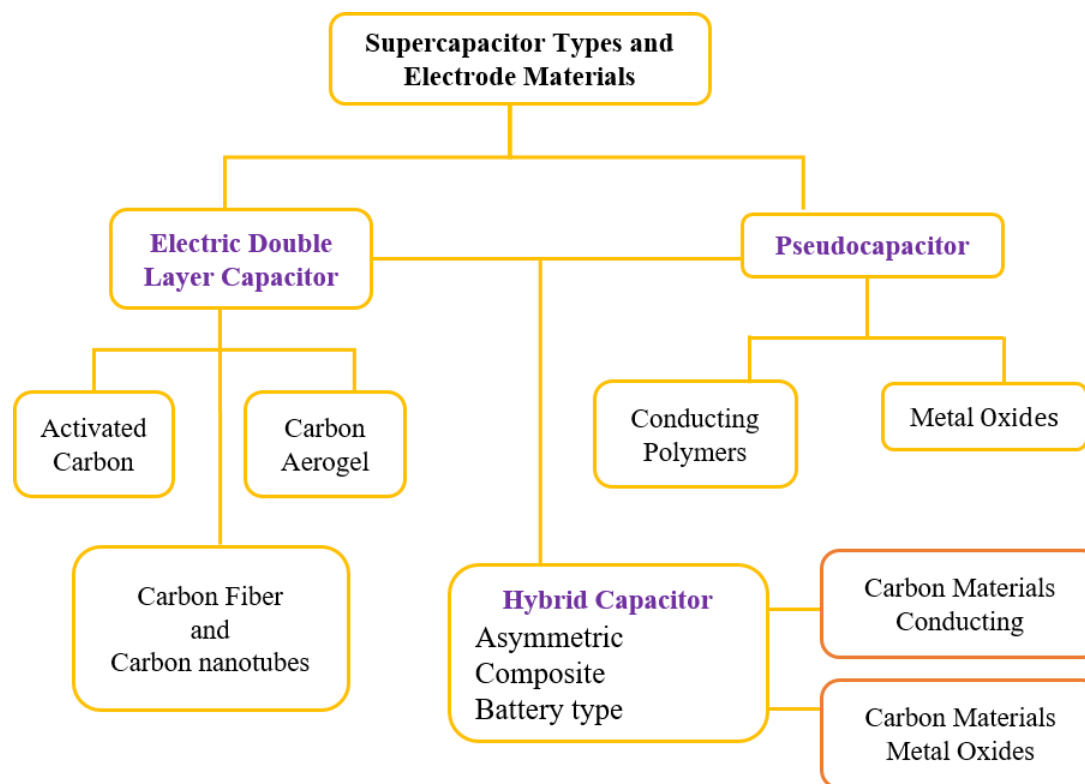 Supercapacitor Types and
Electrode Materials
Electric Double
Layer Capacitor
Pseudocapacitor
Activated
Carbon
Carbon
Aerogel
Conducting
Polymers
Metal Oxides
Carbon Fiber
and
Carbon nanotubes
Hybrid Capacitor
Asymmetric
Composite
Battery type
Carbon Materials
Conducting
Carbon Materials
Metal Oxides